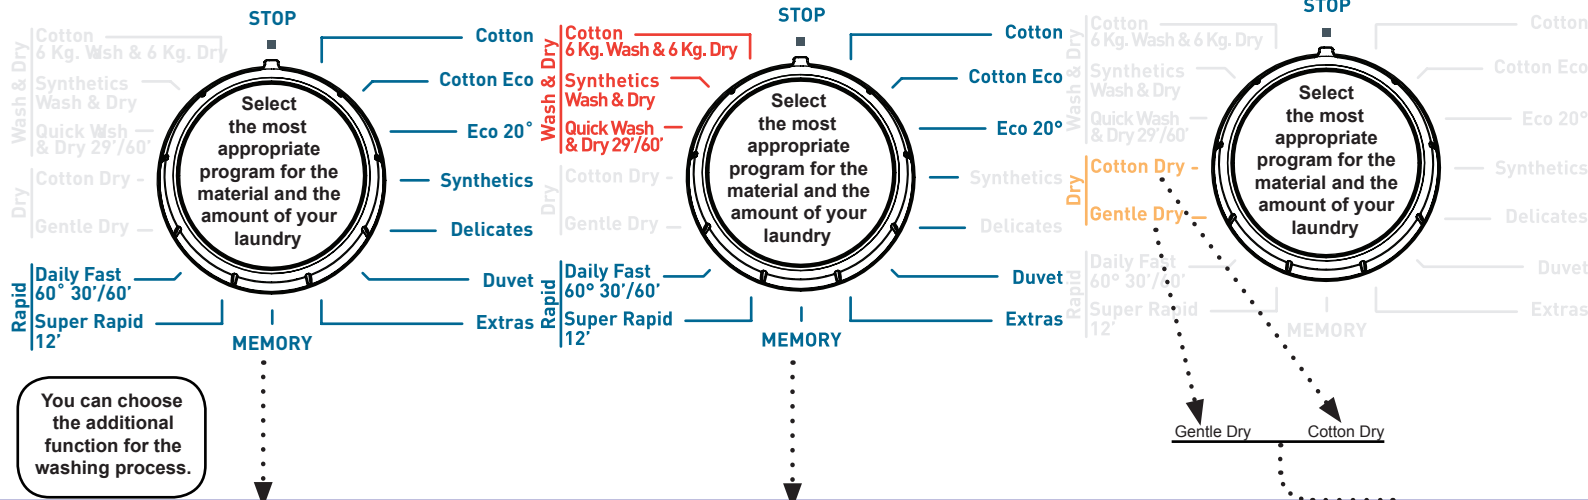 STOP
Wash & Dry
Cotton
6 Kg. Wash & 6 Kg. Dry
Synthetics
Wash & Dry
Quick Wash
& Dry 29'/60'
Dry
Cotton Dry
Gentle Dry
Rapid
Daily Fast
60° 30'/60'
Super Rapid
12'
Select
the most
appropriate
program for the
material and the
amount of your
laundry
Cotton
Cotton Eco
Eco 20°
Synthetics
Delicates
Duvet
Extras
MEMORY
You can choose
the additional
function for the
washing process.
STOP
Wash & Dry
Cotton
6 Kg. Wash & 6 Kg. Dry
Synthetics
Wash & Dry
Quick Wash
& Dry 29'/60'
Dry
Cotton Dry
Gentle Dry
Rapid
Daily Fast
60° 30'/60'
Super Rapid
12'
Select
the most
appropriate
program for the
material and the
amount of your
laundry
Cotton
Cotton Eco
Eco 20°
Synthetics
Delicates
Duvet
Extras
MEMORY
STOP
Wash & Dry
Cotton
6 Kg. Wash & 6 Kg. Dry
Synthetics
Wash & Dry
Quick Wash
& Dry 29'/60'
Dry
Cotton Dry
Gentle Dry
Rapid
Daily Fast
60° 30'/60'
Super Rapid
12'
Select
the most
appropriate
program for the
material and the
amount of your
laundry
Cotton
Cotton Eco
Eco 20°
Synthetics
Delicates
Duvet
Extras
MEMORY
Gentle Dry
Cotton Dry